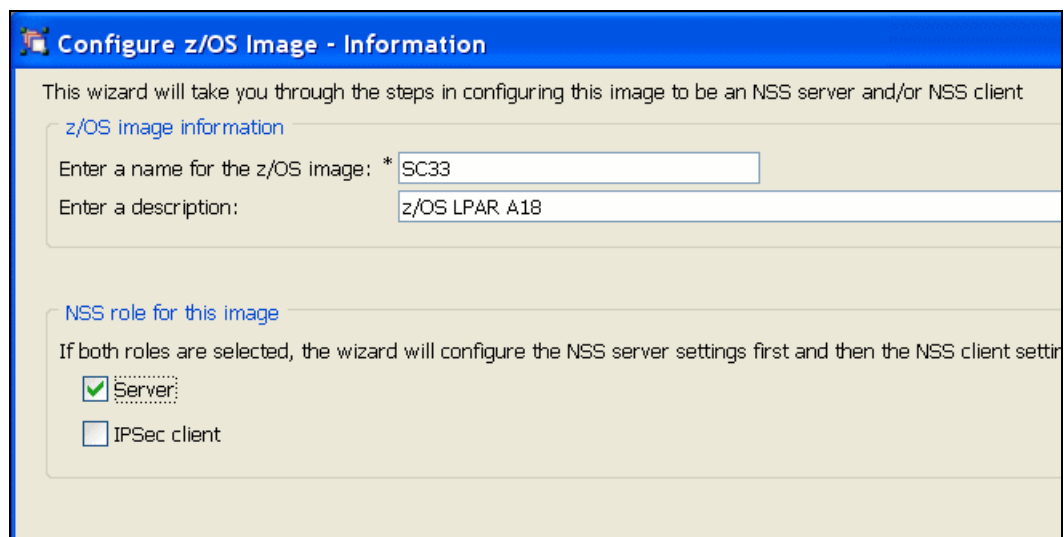 Configure z/OS Image - Information
This wizard will take you through the steps in configuring this image to be an NSS server and/or NSS client
z/OS image information
Enter a name for the z/OS image: * SC33
Enter a description: z/OS LPAR A18
NSS role for this image
If both roles are selected, the wizard will configure the NSS server settings first and then the NSS client settin
Server
IPSec client